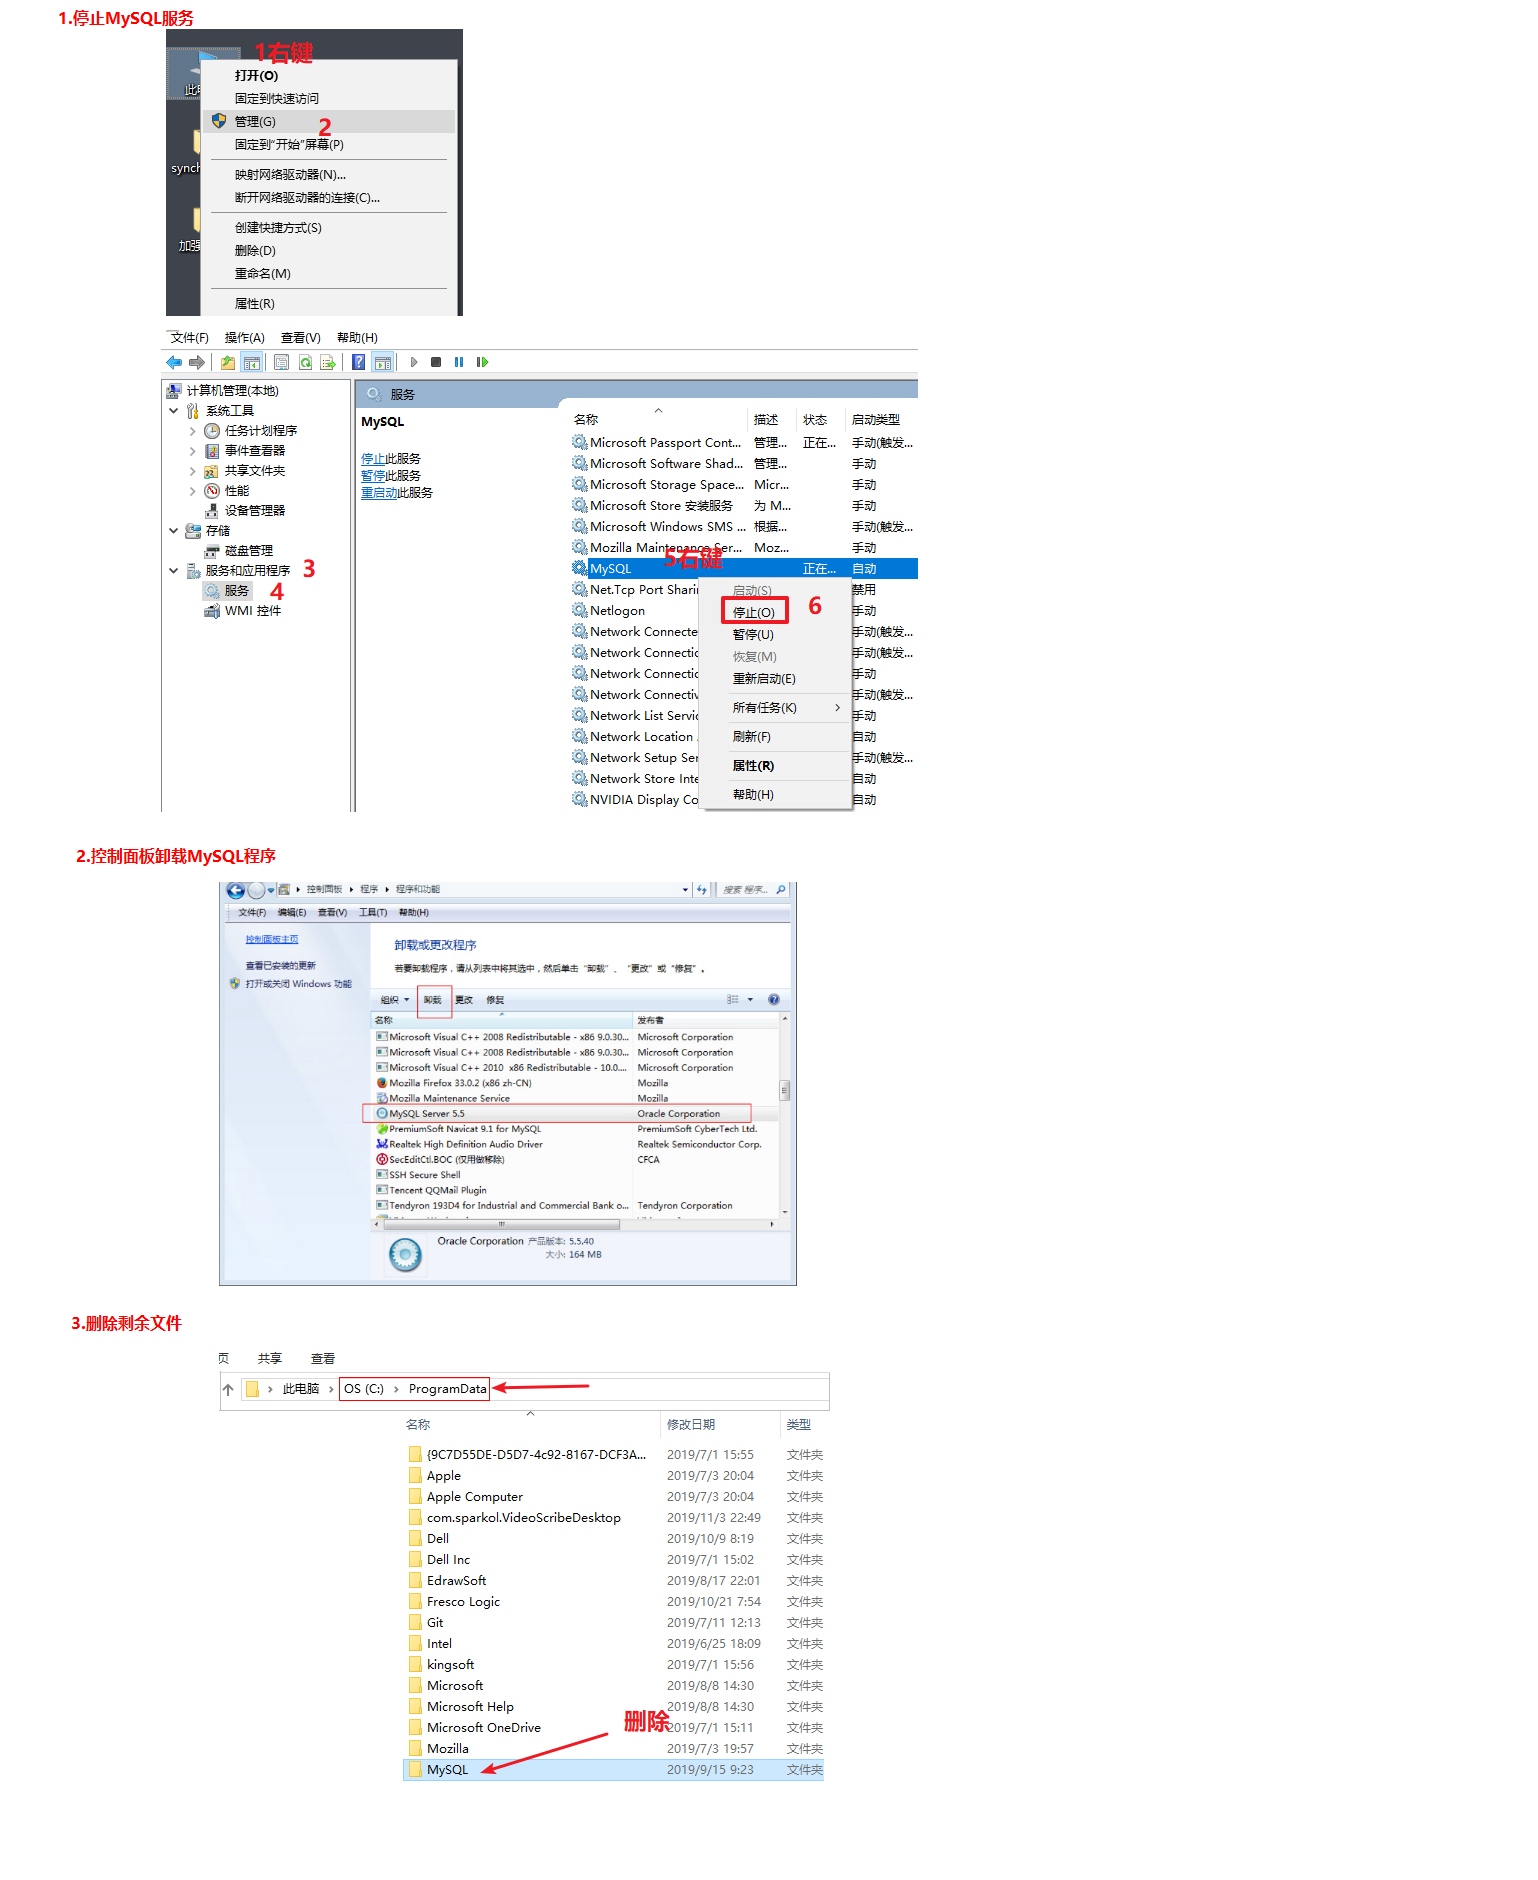 1.停止MySQL服务
1右键
打开(O)
固定到快速访问
管理(G)
2
固定到"开始"屏幕(P)
synch
映射网络驱动器(N)...
断开网络驱动器的连接(C)...
创建快捷方式(S)
加强
删除(D)
重命名(M)
属性(R)
文件(F) 操作(A) 查看(V) 帮助(H)
计算机管理(本地)
系统工具
任务计划程序
事件查看器
共享文件夹
性能
设备管理器
存储
磁盘管理
服务和应用程序 3
服务 4
WMI 控件
服务
MySQL
停止此服务
暂停此服务
重启动此服务
名称 描述 状态 启动类型
Microsoft Passport Cont... 管理... 正在... 手动(触发...
Microsoft Software Shad... 管理... 手动
Microsoft Storage Space... Micr... 手动
Microsoft Store 安装服务 为 M... 手动
Microsoft Windows SMS ... 根据... 手动(触发...
Mozilla Maintenance Ser... Moz... 手动
5右键
MySQL 正在... 自动
Net.Tcp Port Sharin 禁用
Netlogon 手动
Network Connecte 手动(触发...
Network Connectic 手动(触发...
Network Connectic 手动
Network Connectiv 手动(触发...
Network List Servic 手动
Network Location 自动
Network Setup Ser 手动(触发...
Network Store Inte 自动
NVIDIA Display Co 自动
启动(S)
停止(O) 6
暂停(U)
恢复(M)
重新启动(E)
所有任务(K)
刷新(F)
属性(R)
帮助(H)
2.控制面板卸载MySQL程序
控制面板 程序 程序和功能 搜索 程序...
文件(F) 编辑(E) 查看(V) 工具(T) 帮助(H)
控制面板主页
查看已安装的更新
打开或关闭 Windows 功能
卸载或更改程序
若要卸载程序，请从列表中将其选中，然后单击"卸载"、"更改"或"修复"。
组织 卸载 更改 修复
名称 发布者
Microsoft Visual C++ 2008 Redistributable - x86 9.0.30... Microsoft Corporation
Microsoft Visual C++ 2008 Redistributable - x86 9.0.30... Microsoft Corporation
Microsoft Visual C++ 2010 x86 Redistributable - 10.0.... Microsoft Corporation
Mozilla Firefox 33.0.2 (x86 zh-CN) Mozilla
Mozilla Maintenance Service Mozilla
MySQL Server 5.5 Oracle Corporation
PremiumSoft Navicat 9.1 for MySQL PremiumSoft CyberTech Ltd.
Realtek High Definition Audio Driver Realtek Semiconductor Corp.
SecEditCtl.BOC (仅用做移除) CFCA
SSH Secure Shell
Tencent QQMail Plugin
Tendyron 193D4 for Industrial and Commercial Bank o... Tendyron Corporation
Oracle Corporation 产品版本: 5.5.40
大小: 164 MB
3.删除剩余文件
页 共享 查看
此电脑 OS (C:) ProgramData
名称 修改日期 类型
{9C7D55DE-D5D7-4c92-8167-DCF3A... 2019/7/1 15:55 文件夹
Apple 2019/7/3 20:04 文件夹
Apple Computer 2019/7/3 20:04 文件夹
com.sparkol.VideoScribeDesktop 2019/11/3 22:49 文件夹
Dell 2019/10/9 8:19 文件夹
Dell Inc 2019/7/1 15:02 文件夹
EdrawSoft 2019/8/17 22:01 文件夹
Fresco Logic 2019/10/21 7:54 文件夹
Git 2019/7/11 12:13 文件夹
Intel 2019/6/25 18:09 文件夹
kingsoft 2019/7/1 15:56 文件夹
Microsoft 2019/8/8 14:30 文件夹
Microsoft Help 2019/8/8 14:30 文件夹
删除
Microsoft OneDrive 2019/7/1 15:11 文件夹
Mozilla 2019/7/3 19:57 文件夹
MySQL 2019/9/15 9:23 文件夹